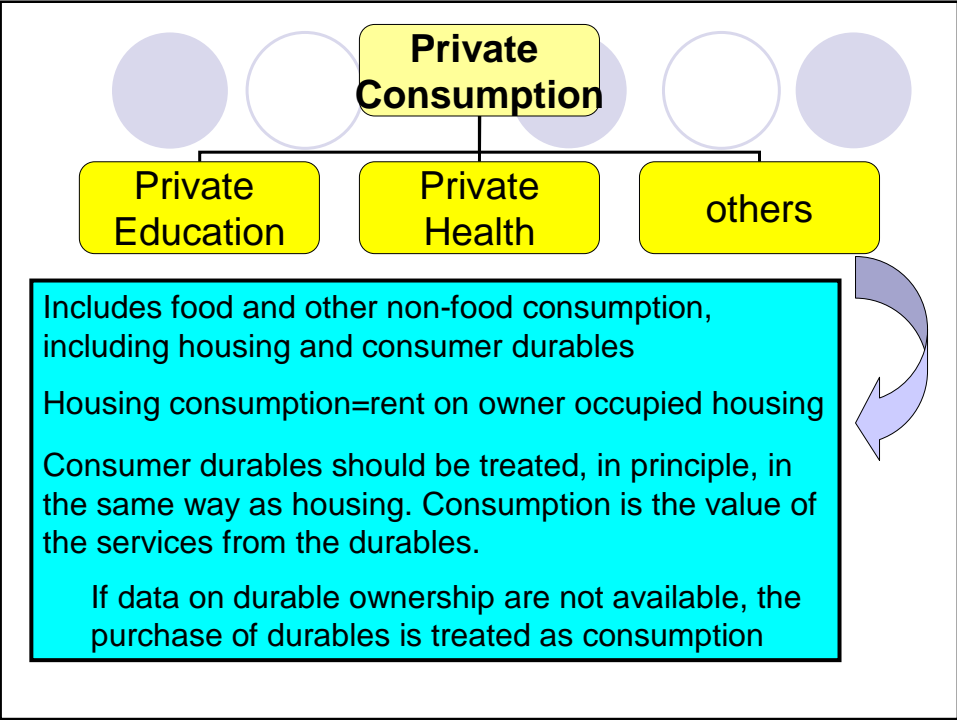 Private
Consumption
Private
Education
Private
Health
others
Includes food and other non-food consumption,
including housing and consumer durables
Housing consumption=rent on owner occupied housing
Consumer durables should be treated, in principle, in
the same way as housing. Consumption is the value of
the services from the durables.
If data on durable ownership are not available, the
purchase of durables is treated as consumption